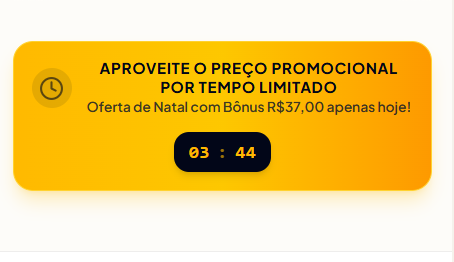 APROVEITE O PREÇO PROMOCIONAL
POR TEMPO LIMITADO
Oferta de Natal com Bônus R$37,00 apenas hoje!
03 : 44